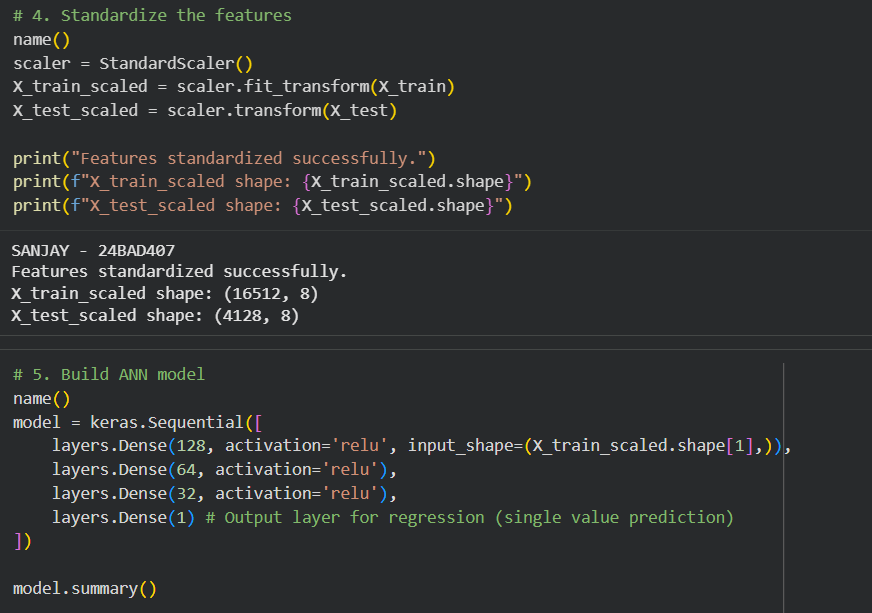 # 4. Standardize the features
name()
scaler = StandardScaler()
X_train_scaled = scaler.fit_transform(X_train)
X_test_scaled = scaler.transform(X_test)
print("Features standardized successfully.")
print(f"X_train_scaled shape: {X_train_scaled.shape}")
print(f"X_test_scaled shape: {X_test_scaled.shape}")
SANJAY - 24BAD407
Features standardized successfully.
X_train_scaled shape: (16512, 8)
X_test_scaled shape: (4128, 8)
# 5. Build ANN model
name()
model = keras.Sequential([
    layers.Dense(128, activation='relu', input_shape=(X_train_scaled.shape[1],)),
    layers.Dense(64, activation='relu'),
    layers.Dense(32, activation='relu'),
    layers.Dense(1) # Output layer for regression (single value prediction)
])
model.summary()